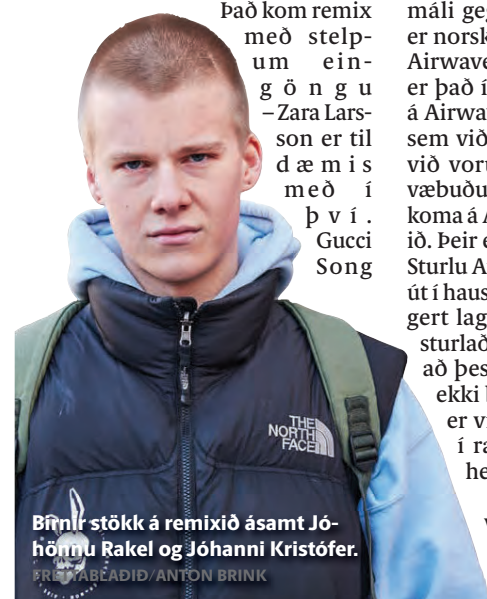 Það kom remix
með stelp-
um ein-
göngu
– Zara Lars-
son er til
dæmis
með í
því.
Gucci
Song
máli geg
er norsk
Airwave
er það í
á Airwa
sem við
við voru
væbuðu
koma á A
ið. Þeir e
Sturlu A
út í haus
gert lag
sturlað
að þes
ekki
er vi
í ra
he
THE
NORTH
FACE
Birnir stökk á remixið ásamt Jó-
hönnu Rakel og Jóhanni Kristófer.
FRÉTTABLAÐIÐ/ANTON BRINK